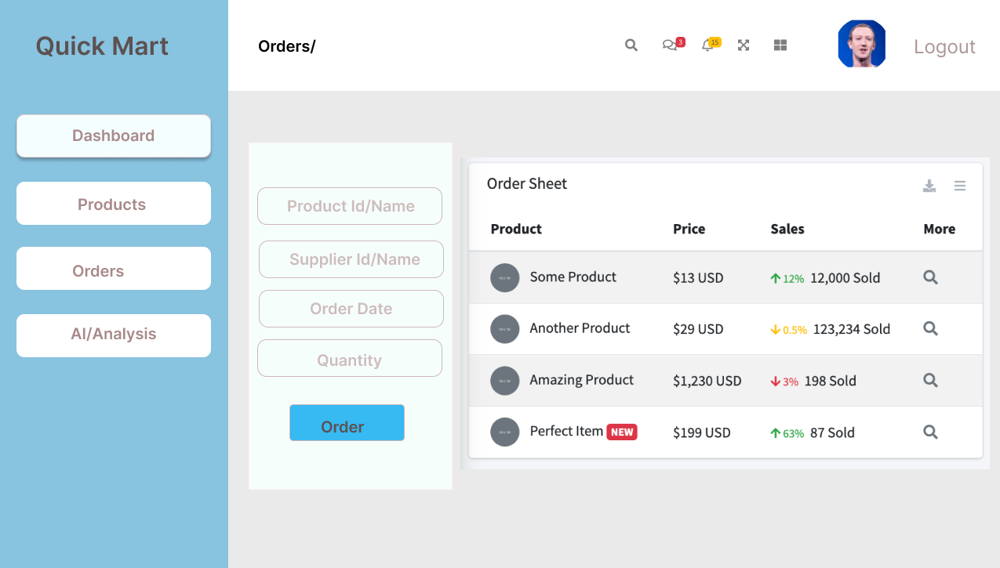 Quick Mart
Orders/
3
15
Logout
Dashboard
Products
Orders
AI/Analysis
Product Id/Name
Supplier Id/Name
Order Date
Quantity
Order
Order Sheet
Product Price Sales More
Some Product $13 USD 12% 12,000 Sold
Another Product $29 USD 0.5% 123,234 Sold
Amazing Product $1,230 USD 3% 198 Sold
Perfect Item NEW $199 USD 63% 87 Sold